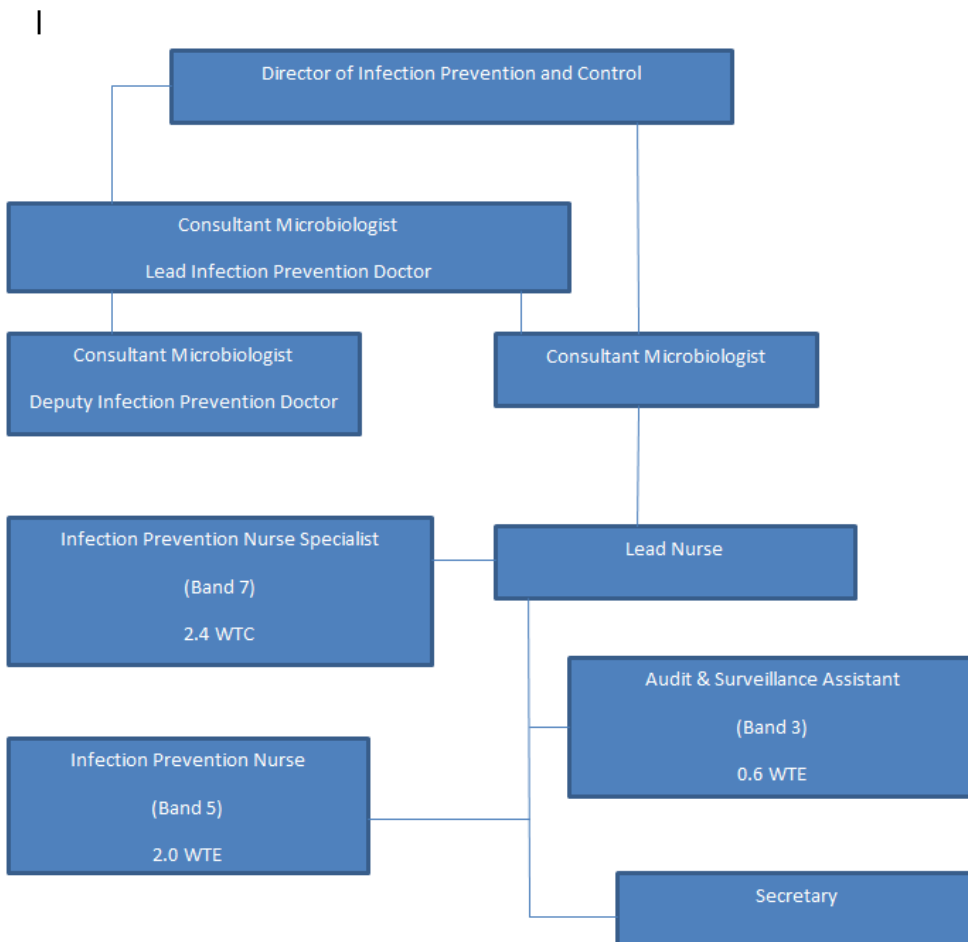 Director of Infection Prevention and Control
Consultant Microbiologist
Lead Infection Prevention Doctor
Consultant Microbiologist
Deputy Infection Prevention Doctor
Consultant Microbiologist
Infection Prevention Nurse Specialist
(Band 7)
2.4 WTC
Lead Nurse
Audit & Surveillance Assistant
(Band 3)
0.6 WTE
Infection Prevention Nurse
(Band 5)
2.0 WTE
Secretary